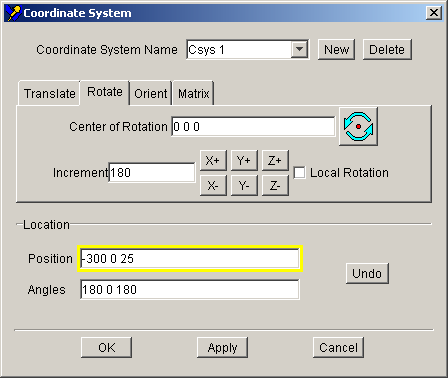 Coordinate System
Coordinate System Name Csys 1 New Delete
Translate Rotate Orient Matrix
Center of Rotation 0 0 0
X+ Y+ Z+
Increment 180 Local Rotation
X- Y- Z-
Location
Position -300 0 25
Undo
Angles 180 0 180
OK Apply Cancel